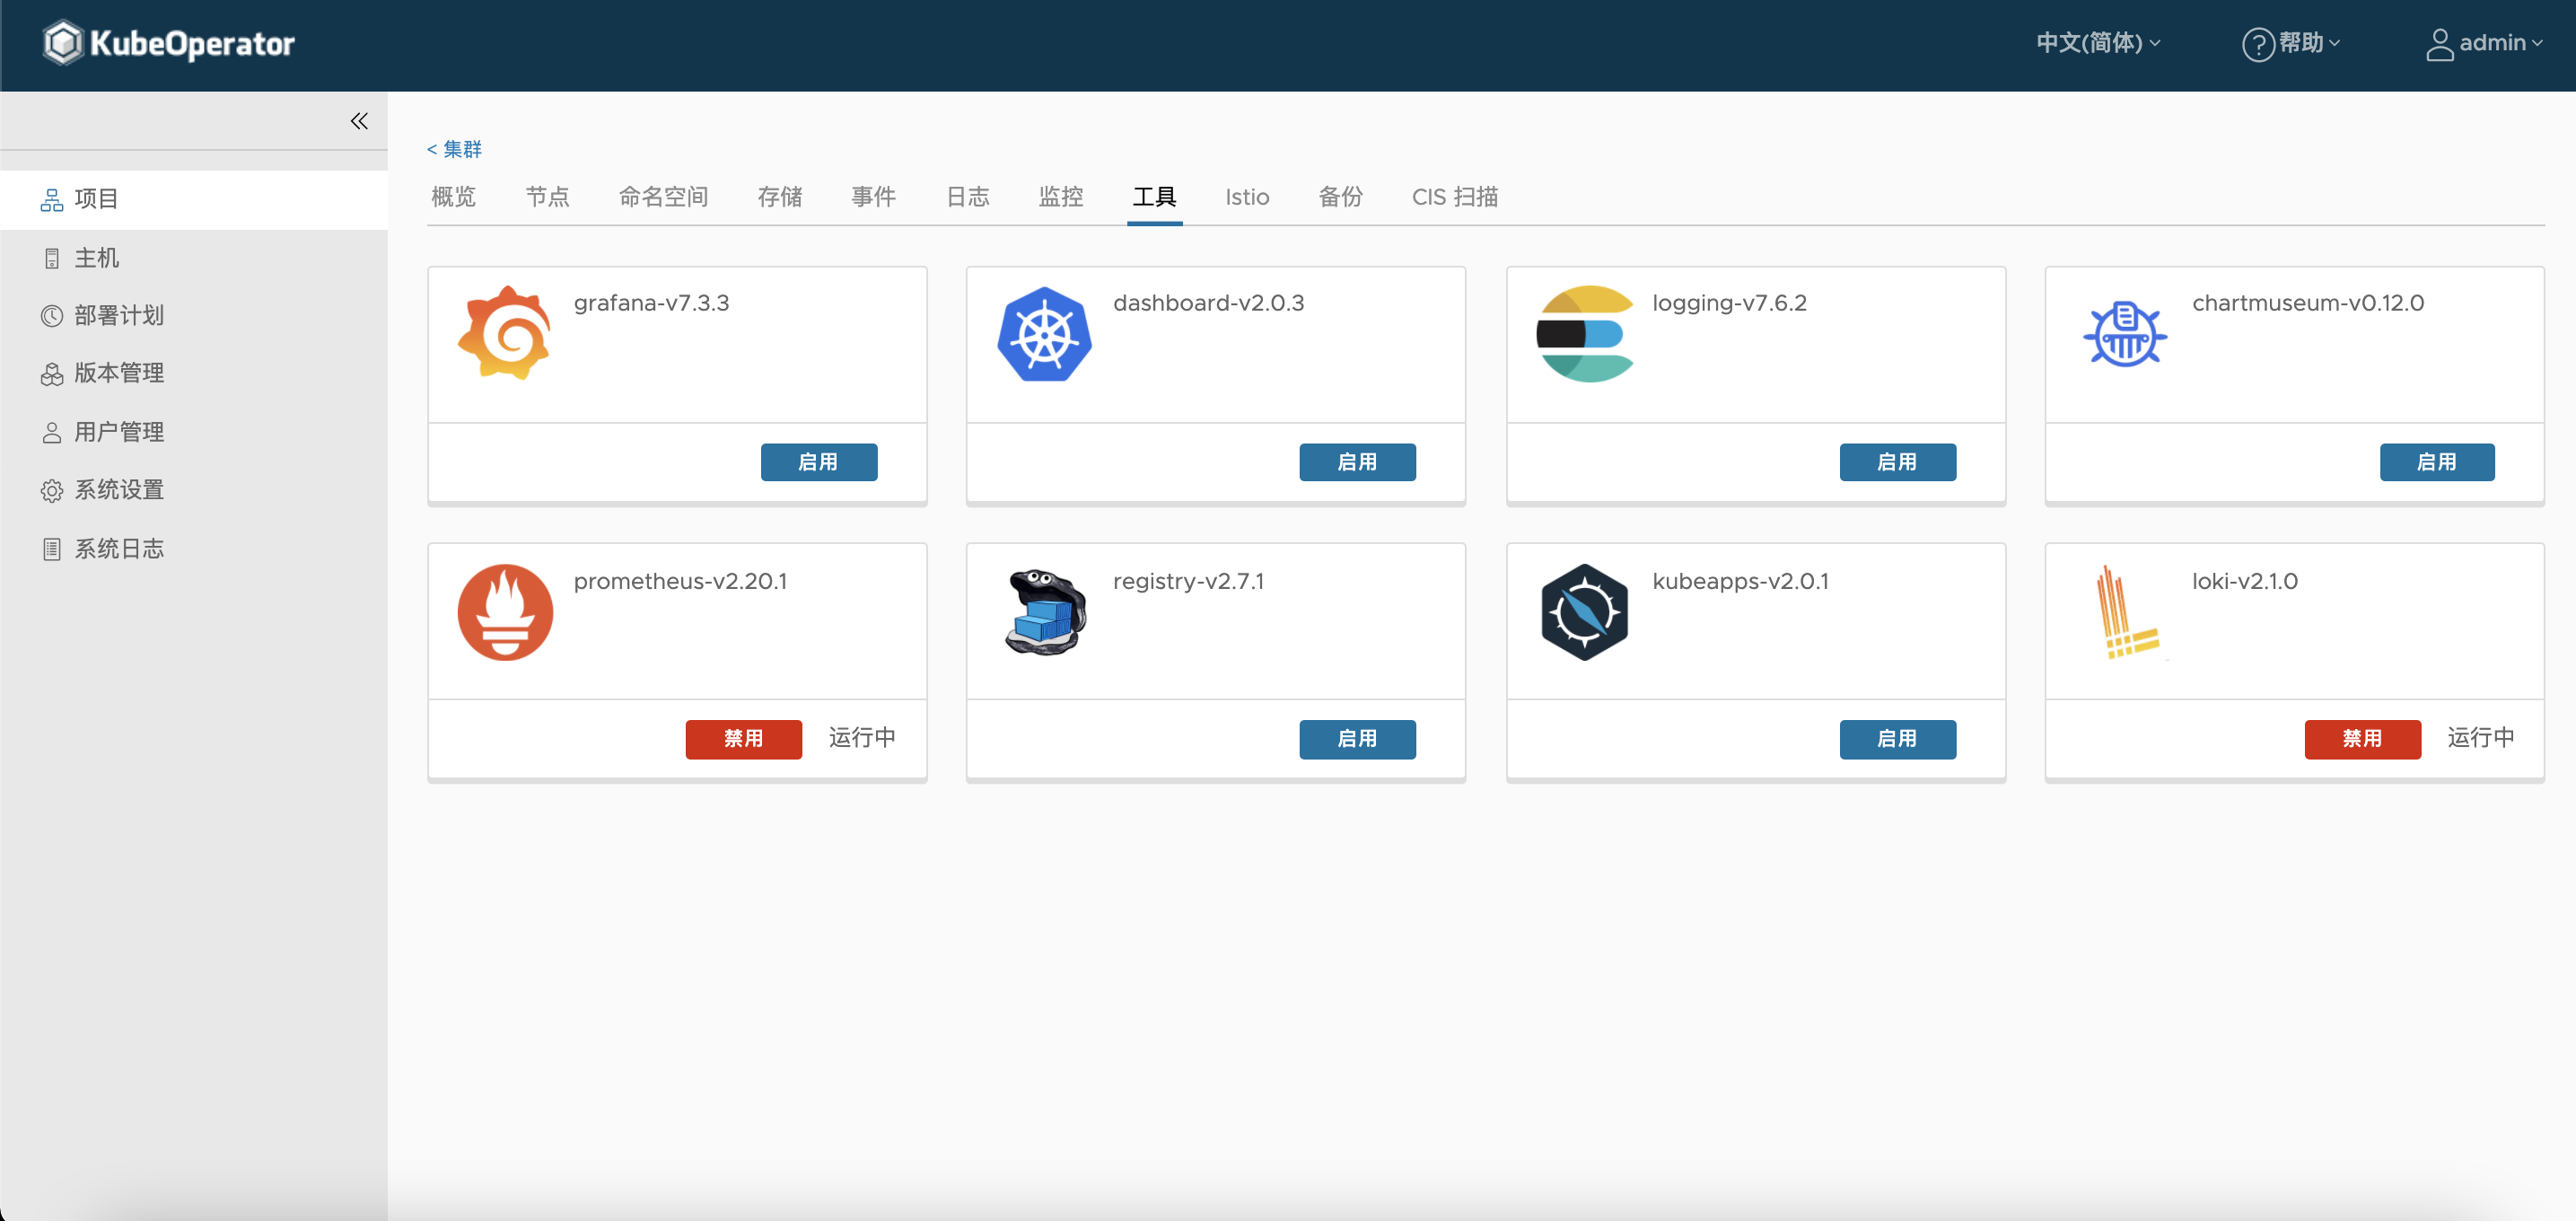 KubeOperator
中文(简体)
帮助
admin
项目
主机
部署计划
版本管理
用户管理
系统设置
系统日志
< 集群
概览 节点 命名空间 存储 事件 日志 监控 工具 Istio 备份 CIS 扫描
grafana-v7.3.3
启用
dashboard-v2.0.3
启用
logging-v7.6.2
启用
chartmuseum-v0.12.0
启用
prometheus-v2.20.1
禁用 运行中
registry-v2.7.1
启用
kubeapps-v2.0.1
启用
loki-v2.1.0
禁用 运行中